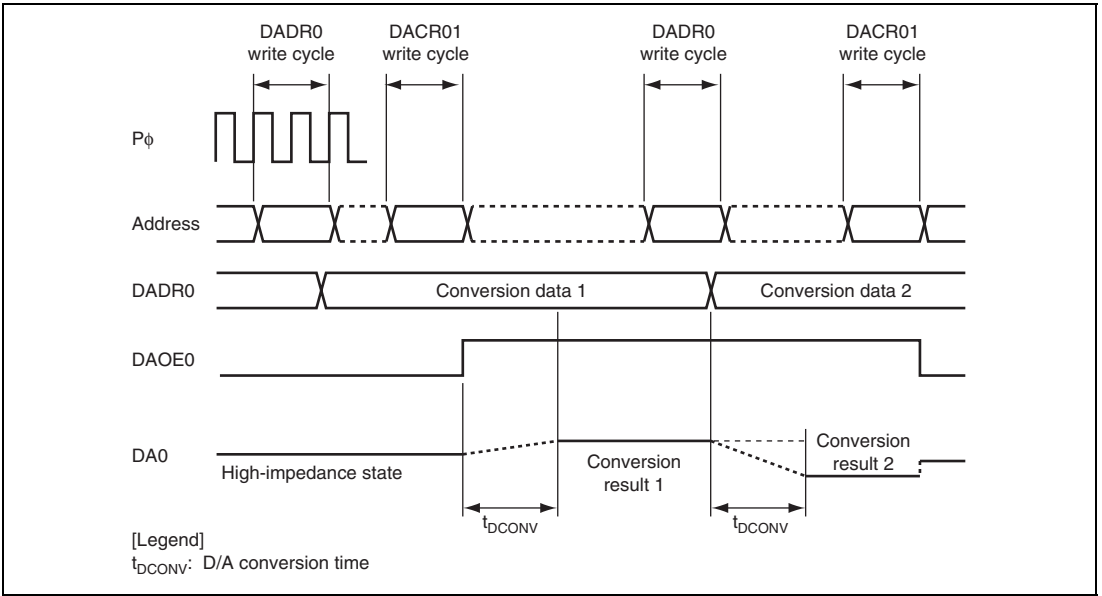 DADR0
write cycle
DACR01
write cycle
DADR0
write cycle
DACR01
write cycle
Pϕ
Address
DADR0
Conversion data 1
Conversion data 2
DAOE0
DA0
High-impedance state
Conversion
result 1
Conversion
result 2
tDCONV
tDCONV
[Legend]
tDCONV: D/A conversion time